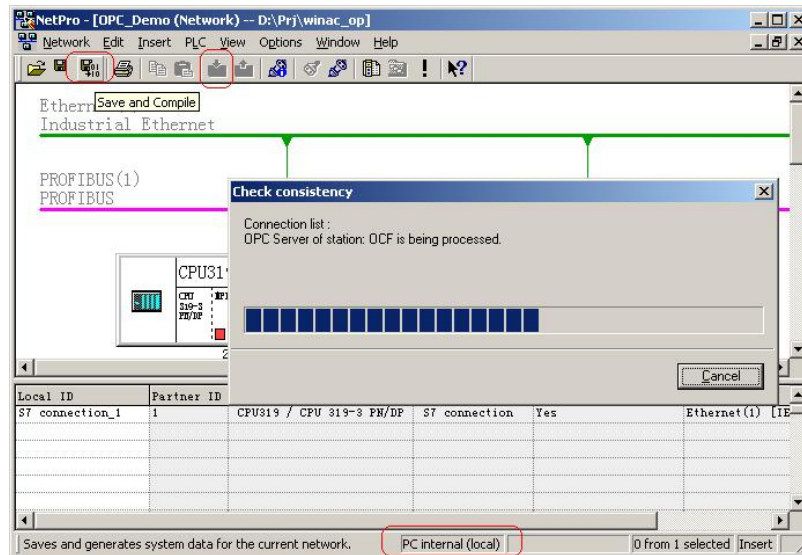 NetPro - [OPC_Demo (Network) -- D:\Prj\winac_op]
Network Edit Insert PLC View Options Window Help
Save and Compile
Ethern
Industrial Ethernet
PROFIBUS(1)
PROFIBUS
Check consistency
Connection list :
OPC Server of station: OCF is being processed.
Cancel
CPU31
CPU
319-3
PN/DP
2
Local ID Partner ID
S7 connection_1 1 CPU319 / CPU 319-3 PN/DP S7 connection Yes Ethernet(1) [IE
Saves and generates system data for the current network. PC internal (local) 0 from 1 selected Insert